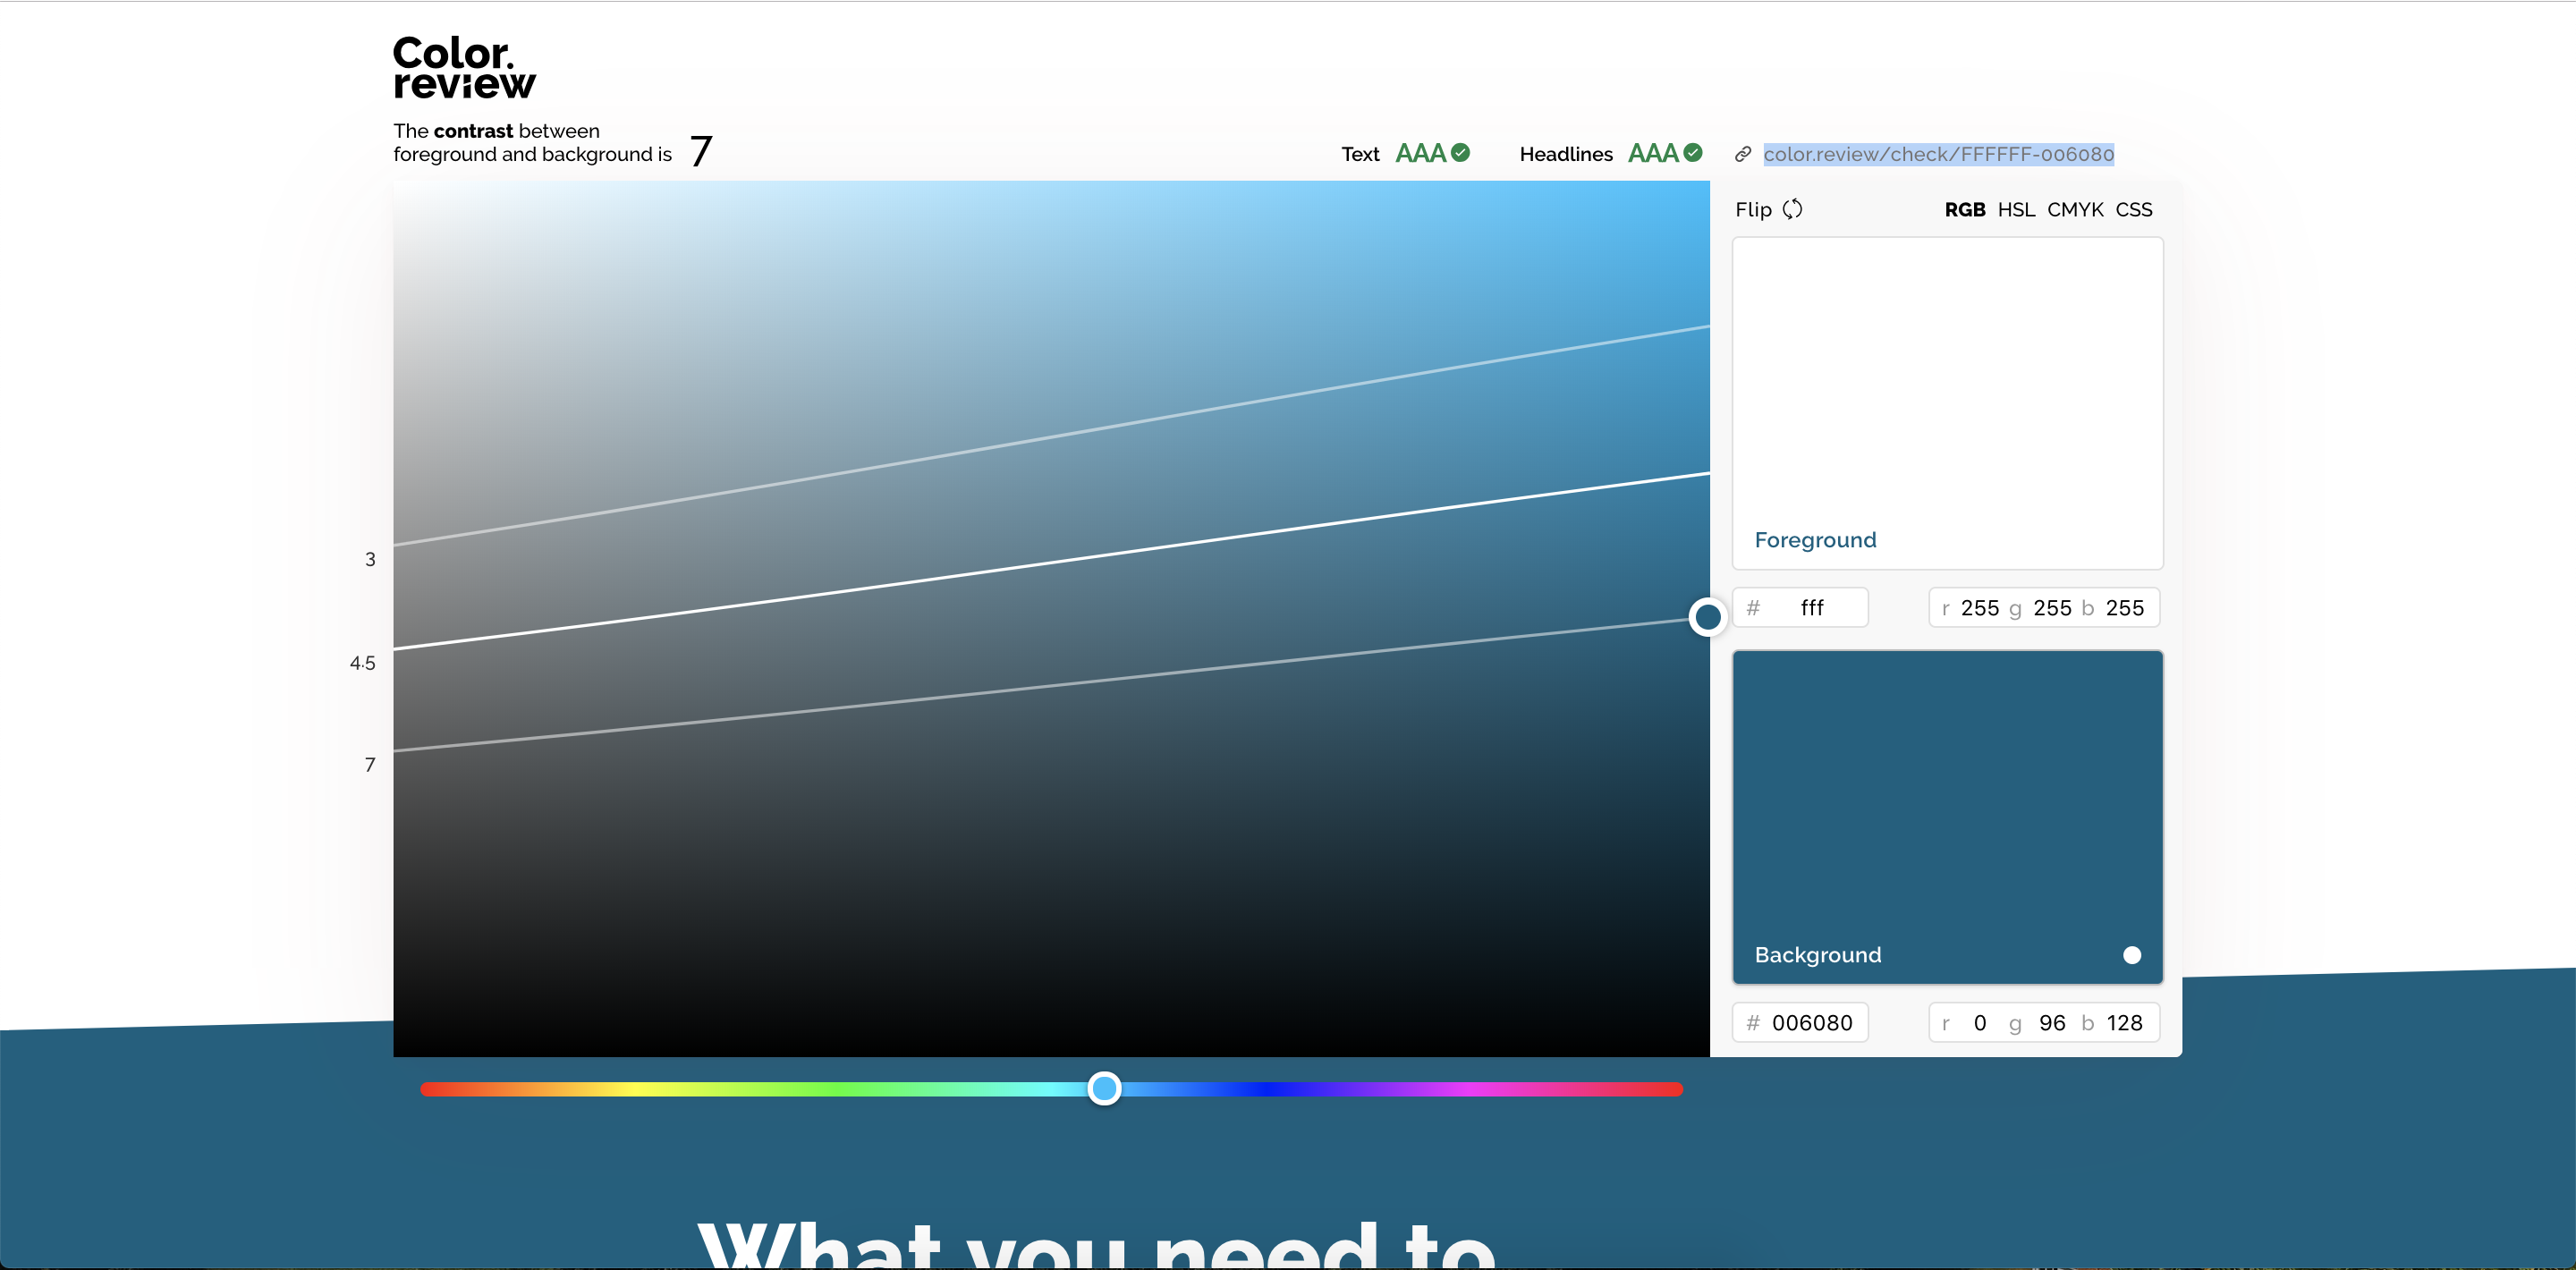 Color.
review
The contrast between
foreground and background is 7
Text AAA Headlines AAA color.review/check/FFFFFF-006080
Flip RGB HSL CMYK CSS
Foreground
3
# fff r 255 g 255 b 255
4.5
7
Background
# 006080 r 0 g 96 b 128
What you need to